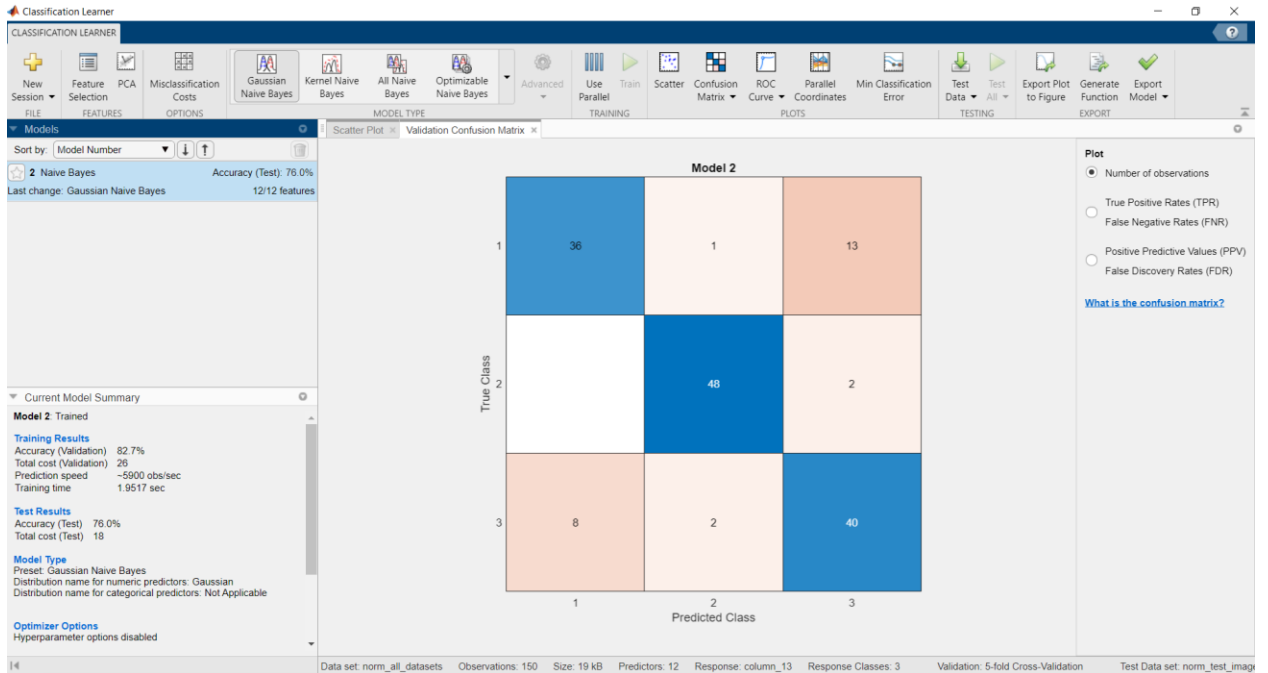 Classification Learner
CLASSIFICATION LEARNER
?
New Session
Feature Selection
PCA
Misclassification Costs
Gaussian Naive Bayes
Kernel Naive Bayes
All Naive Bayes
Optimizable Naive Bayes
Advanced
Use Parallel
Train
Scatter
Confusion Matrix
ROC Curve
Parallel Coordinates
Min Classification Error
Test Data
Test All
Export Plot to Figure
Generate Function
Export Model
FILE
FEATURES
OPTIONS
MODEL TYPE
TRAINING
PLOTS
TESTING
EXPORT
Models
Sort by: Model Number
2 Naive Bayes Accuracy (Test): 76.0%
Last change: Gaussian Naive Bayes 12/12 features
Current Model Summary
Model 2: Trained
Training Results
Accuracy (Validation) 82.7%
Total cost (Validation) 26
Prediction speed ~5900 obs/sec
Training time 1.9517 sec
Test Results
Accuracy (Test) 76.0%
Total cost (Test) 18
Model Type
Preset: Gaussian Naive Bayes
Distribution name for numeric predictors: Gaussian
Distribution name for categorical predictors: Not Applicable
Optimizer Options
Hyperparameter options disabled
Scatter Plot
Validation Confusion Matrix
Model 2
True Class
1 36 1 13
2 48 2
3 8 2 40
1 2 3
Predicted Class
Plot
Number of observations
True Positive Rates (TPR)
False Negative Rates (FNR)
Positive Predictive Values (PPV)
False Discovery Rates (FDR)
What is the confusion matrix?
Data set: norm_all_datasets Observations: 150 Size: 19 kB Predictors: 12 Response: column_13 Response Classes: 3 Validation: 5-fold Cross-Validation Test Data set: norm_test_image